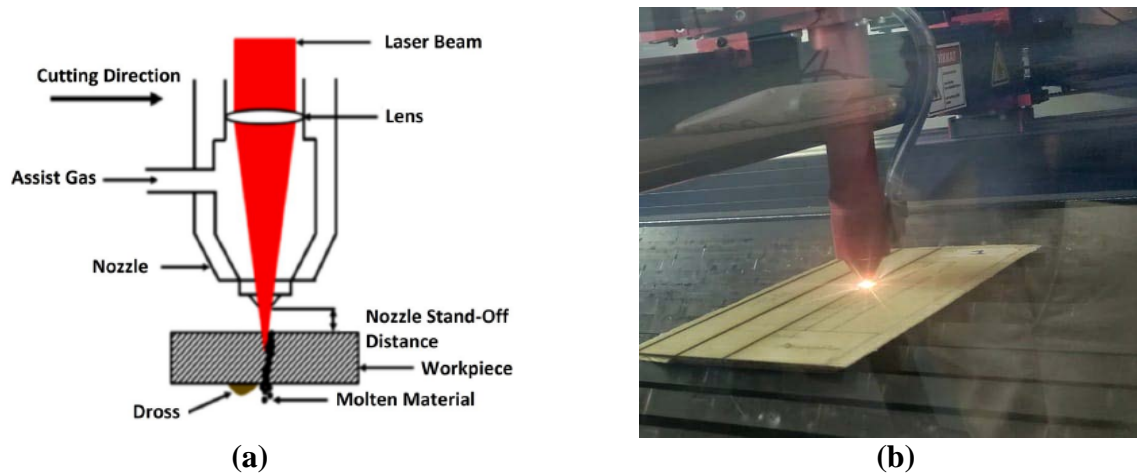 Laser Beam
Cutting Direction
Lens
Assist Gas
Nozzle
Nozzle Stand-Off
Distance
Workpiece
Dross
Molten Material
(a)
(b)